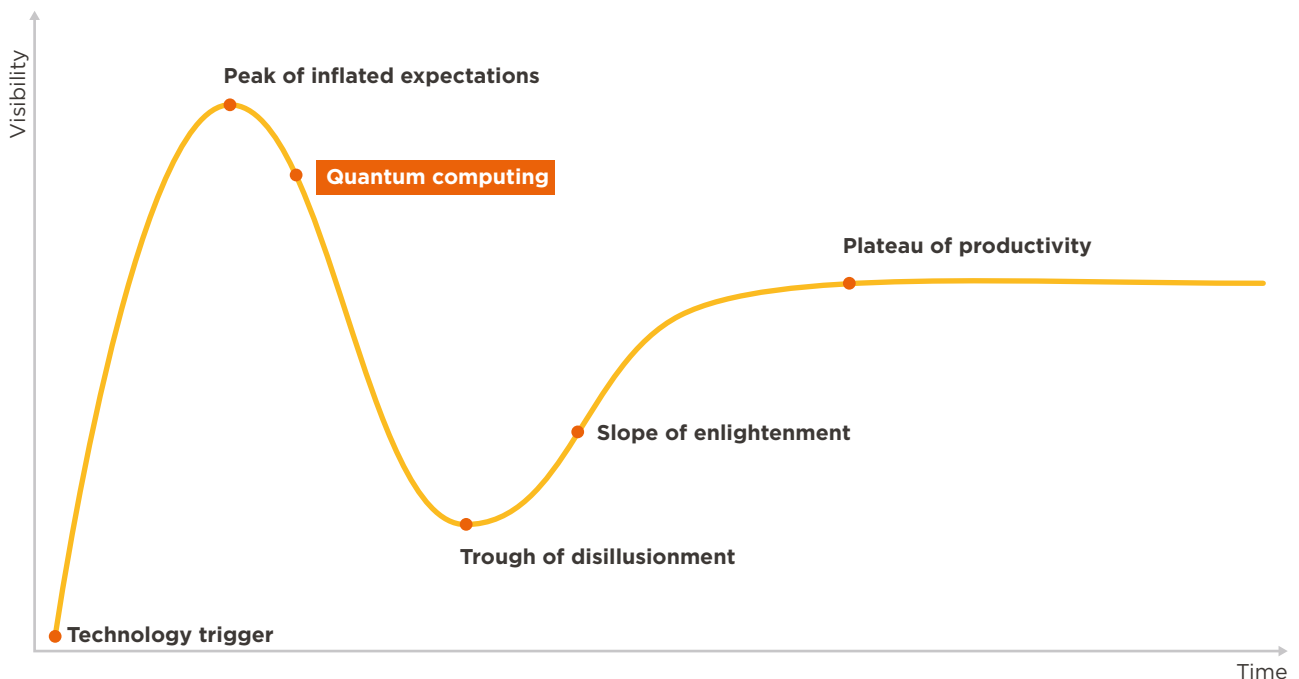 Visibility
Peak of inflated expectations
Quantum computing
Plateau of productivity
Slope of enlightenment
Trough of disillusionment
Technology trigger
Time